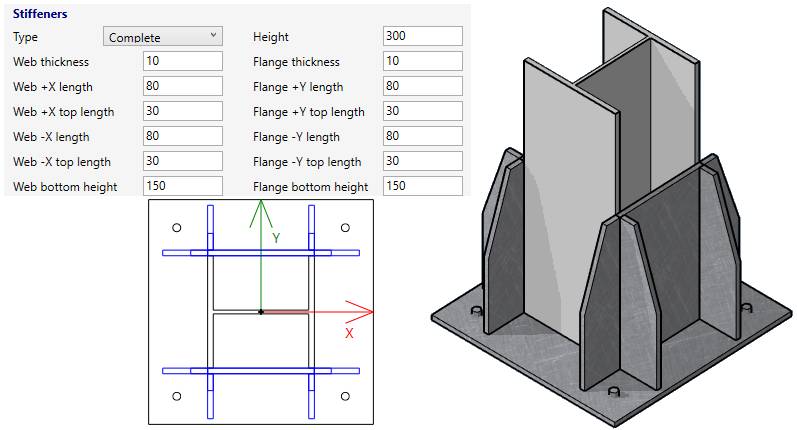 Stiffeners
Type Complete Height 300
Web thickness 10 Flange thickness 10
Web +X length 80 Flange +Y length 80
Web +X top length 30 Flange +Y top length 30
Web -X length 80 Flange -Y length 80
Web -X top length 30 Flange -Y top length 30
Web bottom height 150 Flange bottom height 150
Y
X